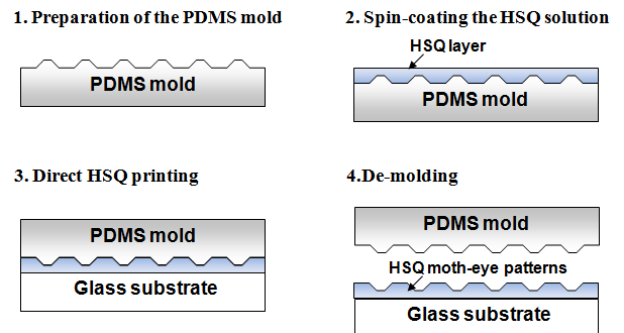 1. Preparation of the PDMS mold
PDMS mold
2. Spin-coating the HSQ solution
HSQ layer
PDMS mold
3. Direct HSQ printing
PDMS mold
Glass substrate
4.De-molding
PDMS mold
HSQ moth-eye patterns
Glass substrate